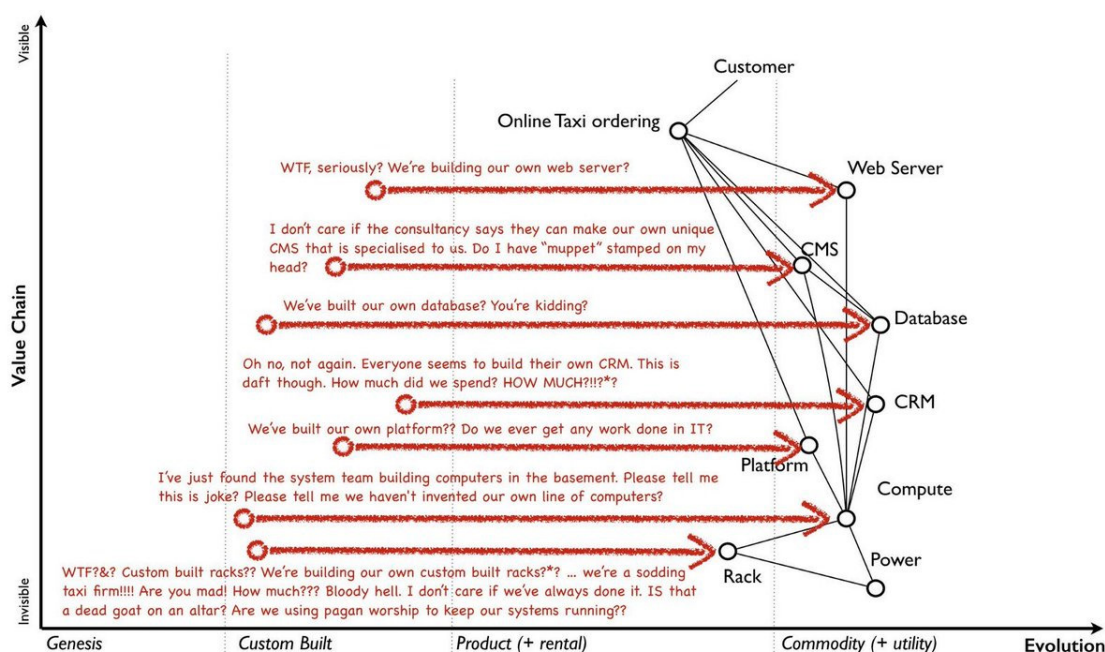 Visible
Customer
Online Taxi ordering
WTF, seriously? We're building our own web server?
Web Server
I don't care if the consultancy says they can make our own unique
CMS that is specialised to us. Do I have "muppet" stamped on my
head?
CMS
We've built our own database? You're kidding?
Database
Value Chain
Oh no, not again. Everyone seems to build their own CRM. This is
daft though. How much did we spend? HOW MUCH?!!?*?
CRM
We've built our own platform?? Do we ever get any work done in IT?
Platform
I've just found the system team building computers in the basement. Please tell me
this is joke? Please tell me we haven't invented our own line of computers?
Compute
Power
Rack
WTF?&? Custom built racks?? We're building our own custom built racks?*? ... we're a sodding
taxi firm!!!! Are you mad! How much??? Bloody hell. I don't care if we've always done it. IS that
a dead goat on an altar? Are we using pagan worship to keep our systems running??
Invisible
Genesis
Custom Built
Product (+ rental)
Commodity (+ utility)
Evolution